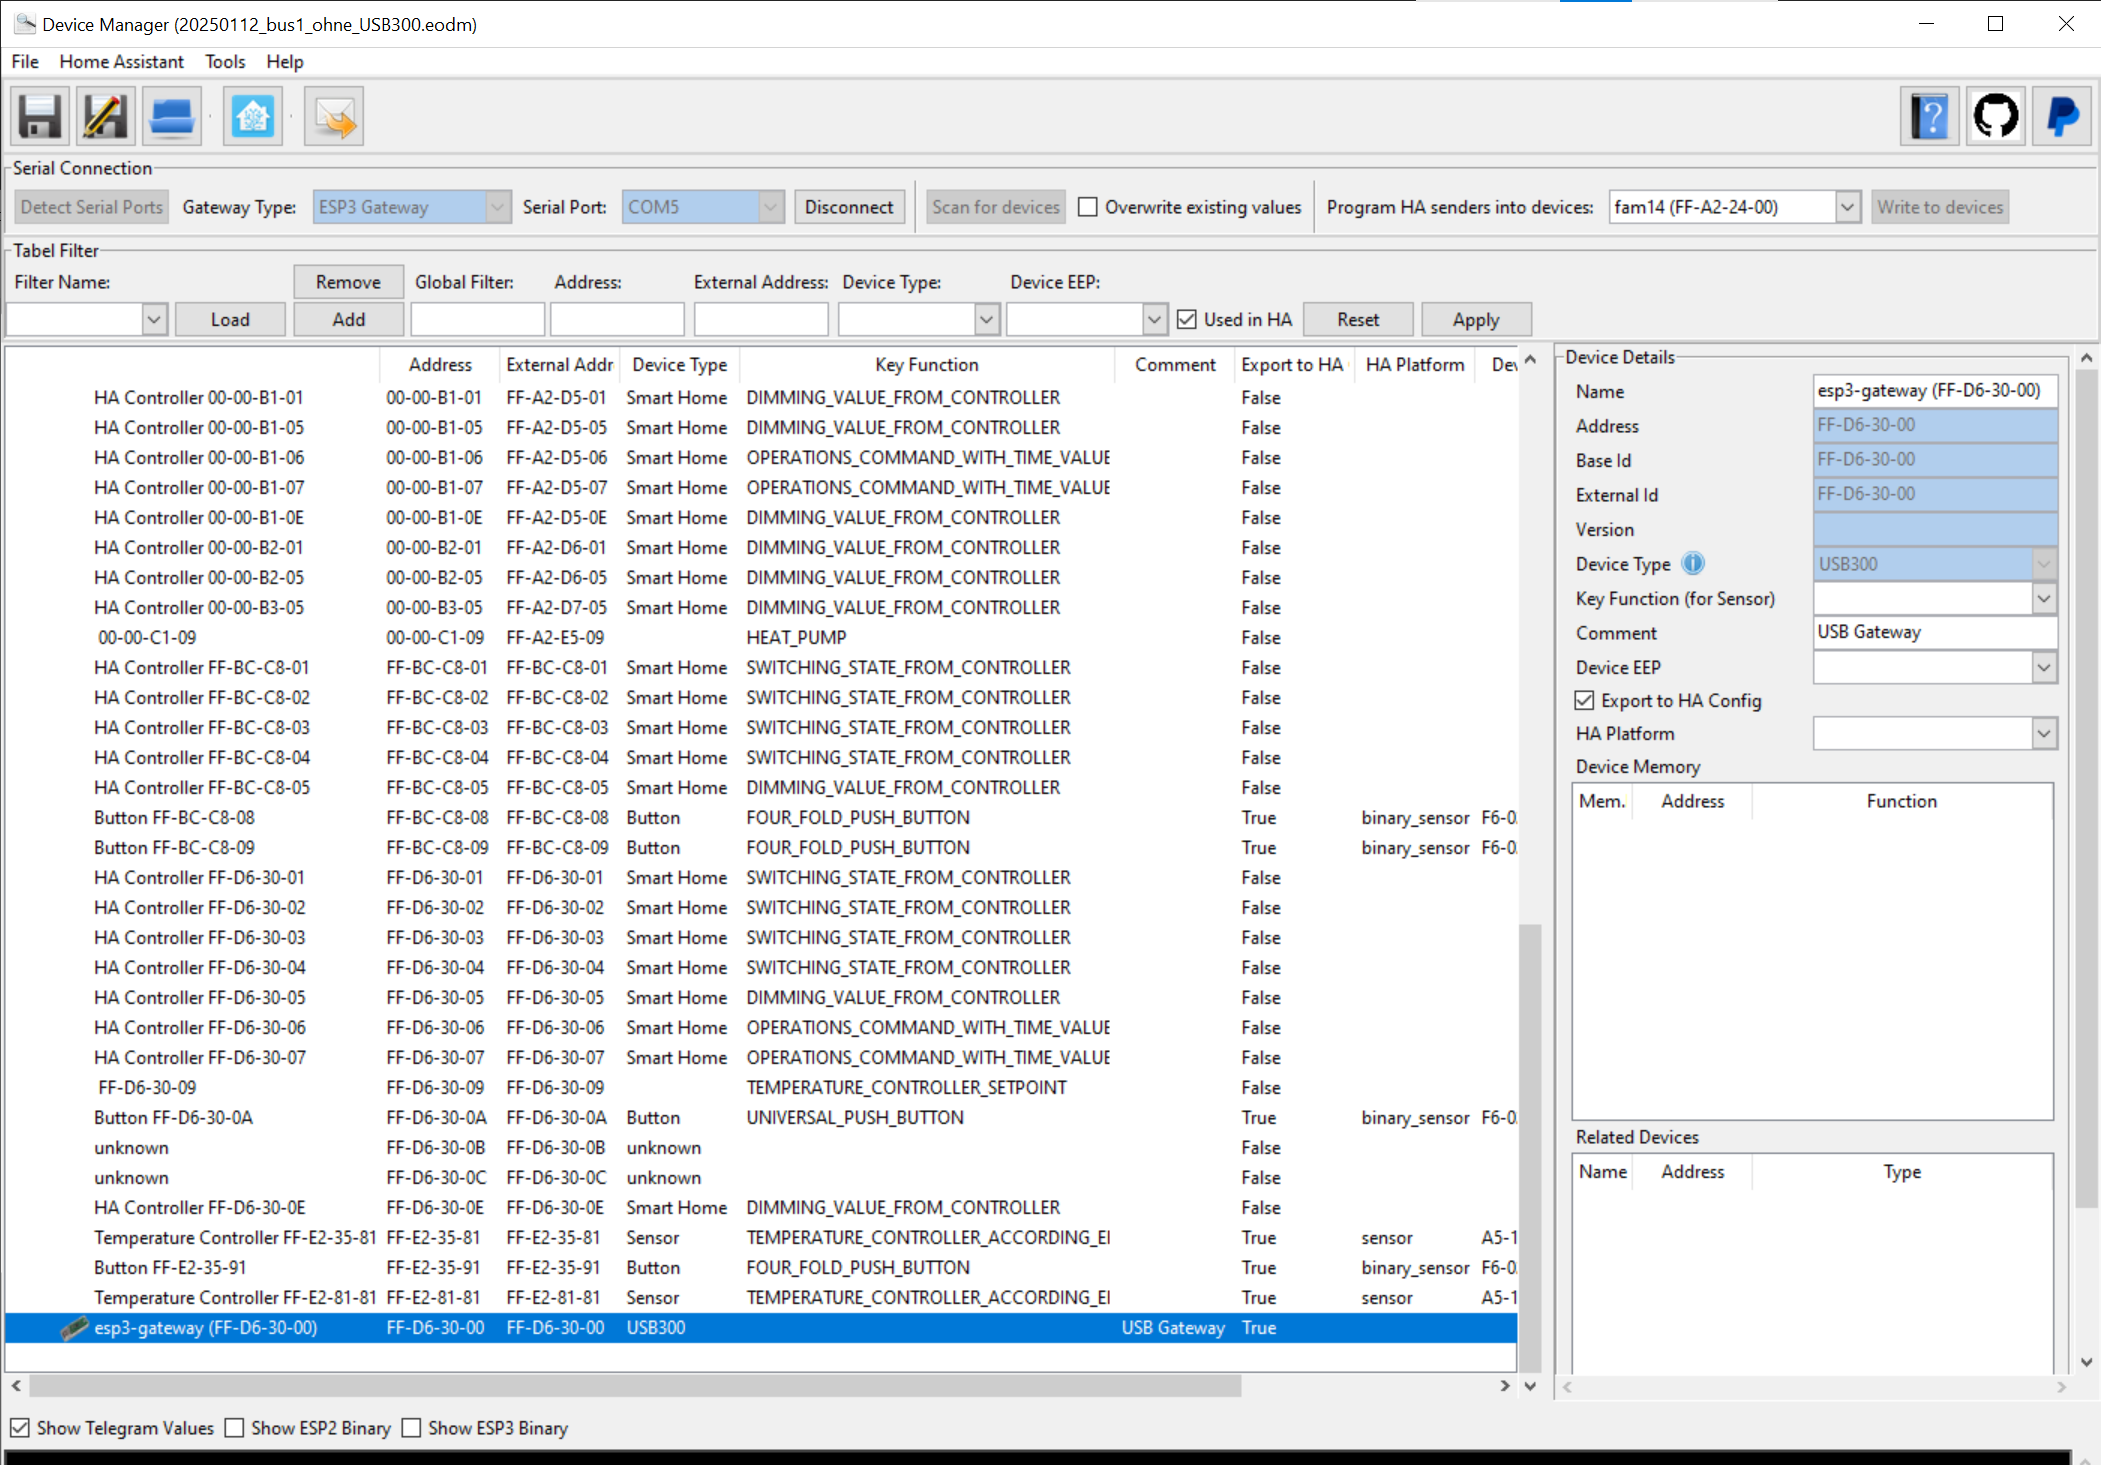 Device Manager (20250112_bus1_ohne_USB300.eodm)
File Home Assistant Tools Help
Serial Connection
Detect Serial Ports Gateway Type: ESP3 Gateway Serial Port: COM5 Disconnect Scan for devices Overwrite existing values Program HA senders into devices: fam14 (FF-A2-24-00) Write to devices
Tabel Filter
Filter Name: Remove Global Filter: Address: External Address: Device Type: Device EEP:
Load Add Used in HA Reset Apply
Address External Addr Device Type Key Function Comment Export to HA HA Platform Dev
HA Controller 00-00-B1-01 00-00-B1-01 FF-A2-D5-01 Smart Home DIMMING_VALUE_FROM_CONTROLLER False
HA Controller 00-00-B1-05 00-00-B1-05 FF-A2-D5-05 Smart Home DIMMING_VALUE_FROM_CONTROLLER False
HA Controller 00-00-B1-06 00-00-B1-06 FF-A2-D5-06 Smart Home OPERATIONS_COMMAND_WITH_TIME_VALUE False
HA Controller 00-00-B1-07 00-00-B1-07 FF-A2-D5-07 Smart Home OPERATIONS_COMMAND_WITH_TIME_VALUE False
HA Controller 00-00-B1-0E 00-00-B1-0E FF-A2-D5-0E Smart Home DIMMING_VALUE_FROM_CONTROLLER False
HA Controller 00-00-B2-01 00-00-B2-01 FF-A2-D6-01 Smart Home DIMMING_VALUE_FROM_CONTROLLER False
HA Controller 00-00-B2-05 00-00-B2-05 FF-A2-D6-05 Smart Home DIMMING_VALUE_FROM_CONTROLLER False
HA Controller 00-00-B3-05 00-00-B3-05 FF-A2-D7-05 Smart Home DIMMING_VALUE_FROM_CONTROLLER False
00-00-C1-09 00-00-C1-09 FF-A2-E5-09 HEAT_PUMP False
HA Controller FF-BC-C8-01 FF-BC-C8-01 FF-BC-C8-01 Smart Home SWITCHING_STATE_FROM_CONTROLLER False
HA Controller FF-BC-C8-02 FF-BC-C8-02 FF-BC-C8-02 Smart Home SWITCHING_STATE_FROM_CONTROLLER False
HA Controller FF-BC-C8-03 FF-BC-C8-03 FF-BC-C8-03 Smart Home SWITCHING_STATE_FROM_CONTROLLER False
HA Controller FF-BC-C8-04 FF-BC-C8-04 FF-BC-C8-04 Smart Home SWITCHING_STATE_FROM_CONTROLLER False
HA Controller FF-BC-C8-05 FF-BC-C8-05 FF-BC-C8-05 Smart Home DIMMING_VALUE_FROM_CONTROLLER False
Button FF-BC-C8-08 FF-BC-C8-08 FF-BC-C8-08 Button FOUR_FOLD_PUSH_BUTTON True binary_sensor F6-0
Button FF-BC-C8-09 FF-BC-C8-09 FF-BC-C8-09 Button FOUR_FOLD_PUSH_BUTTON True binary_sensor F6-0
HA Controller FF-D6-30-01 FF-D6-30-01 FF-D6-30-01 Smart Home SWITCHING_STATE_FROM_CONTROLLER False
HA Controller FF-D6-30-02 FF-D6-30-02 FF-D6-30-02 Smart Home SWITCHING_STATE_FROM_CONTROLLER False
HA Controller FF-D6-30-03 FF-D6-30-03 FF-D6-30-03 Smart Home SWITCHING_STATE_FROM_CONTROLLER False
HA Controller FF-D6-30-04 FF-D6-30-04 FF-D6-30-04 Smart Home SWITCHING_STATE_FROM_CONTROLLER False
HA Controller FF-D6-30-05 FF-D6-30-05 FF-D6-30-05 Smart Home DIMMING_VALUE_FROM_CONTROLLER False
HA Controller FF-D6-30-06 FF-D6-30-06 FF-D6-30-06 Smart Home OPERATIONS_COMMAND_WITH_TIME_VALUE False
HA Controller FF-D6-30-07 FF-D6-30-07 FF-D6-30-07 Smart Home OPERATIONS_COMMAND_WITH_TIME_VALUE False
FF-D6-30-09 FF-D6-30-09 FF-D6-30-09 TEMPERATURE_CONTROLLER_SETPOINT False
Button FF-D6-30-0A FF-D6-30-0A FF-D6-30-0A Button UNIVERSAL_PUSH_BUTTON True binary_sensor F6-0
unknown FF-D6-30-0B FF-D6-30-0B unknown False
unknown FF-D6-30-0C FF-D6-30-0C unknown False
HA Controller FF-D6-30-0E FF-D6-30-0E FF-D6-30-0E Smart Home DIMMING_VALUE_FROM_CONTROLLER False
Temperature Controller FF-E2-35-81 FF-E2-35-81 FF-E2-35-81 Sensor TEMPERATURE_CONTROLLER_ACCORDING_EI True sensor A5-1
Button FF-E2-35-91 FF-E2-35-91 FF-E2-35-91 Button FOUR_FOLD_PUSH_BUTTON True binary_sensor F6-0
Temperature Controller FF-E2-81-81 FF-E2-81-81 FF-E2-81-81 Sensor TEMPERATURE_CONTROLLER_ACCORDING_EI True sensor A5-1
esp3-gateway (FF-D6-30-00) FF-D6-30-00 FF-D6-30-00 USB300 USB Gateway True
Device Details
Name esp3-gateway (FF-D6-30-00)
Address FF-D6-30-00
Base Id FF-D6-30-00
External Id FF-D6-30-00
Version
Device Type USB300
Key Function (for Sensor)
Comment USB Gateway
Device EEP
Export to HA Config
HA Platform
Device Memory
Mem. Address Function
Related Devices
Name Address Type
Show Telegram Values Show ESP2 Binary Show ESP3 Binary